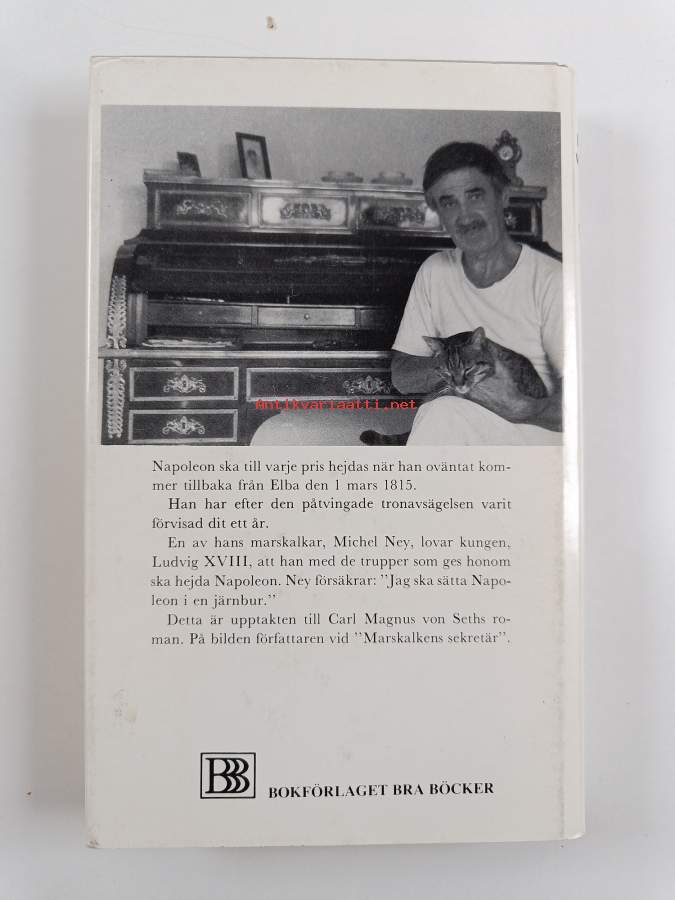 Antikvariaatti.net
Napoleon ska till varje pris hejdas när han oväntat kom-
mer tillbaka från Elba den 1 mars 1815.
Han har efter den påtvingade tronavsägelsen varit
förvisad dit ett år.
En av hans marskalkar, Michel Ney, lovar kungen,
Ludvig XVIII, att han med de trupper som ges honom
ska hejda Napoleon. Ney försäkrar: ”Jag ska sätta Napo-
leon i en järnbur.”
Detta är upptakten till Carl Magnus von Seths ro-
man. På bilden författaren vid ”Marskalkens sekretär”.
BBB
BOKFÖRLAGET BRA BÖCKER